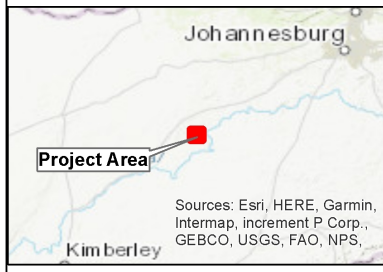 Johannesburg
Project Area
Sources: Esri, HERE, Garmin,
Intermap, increment P Corp.,
GEBCO, USGS, FAO, NPS,
Kimberley